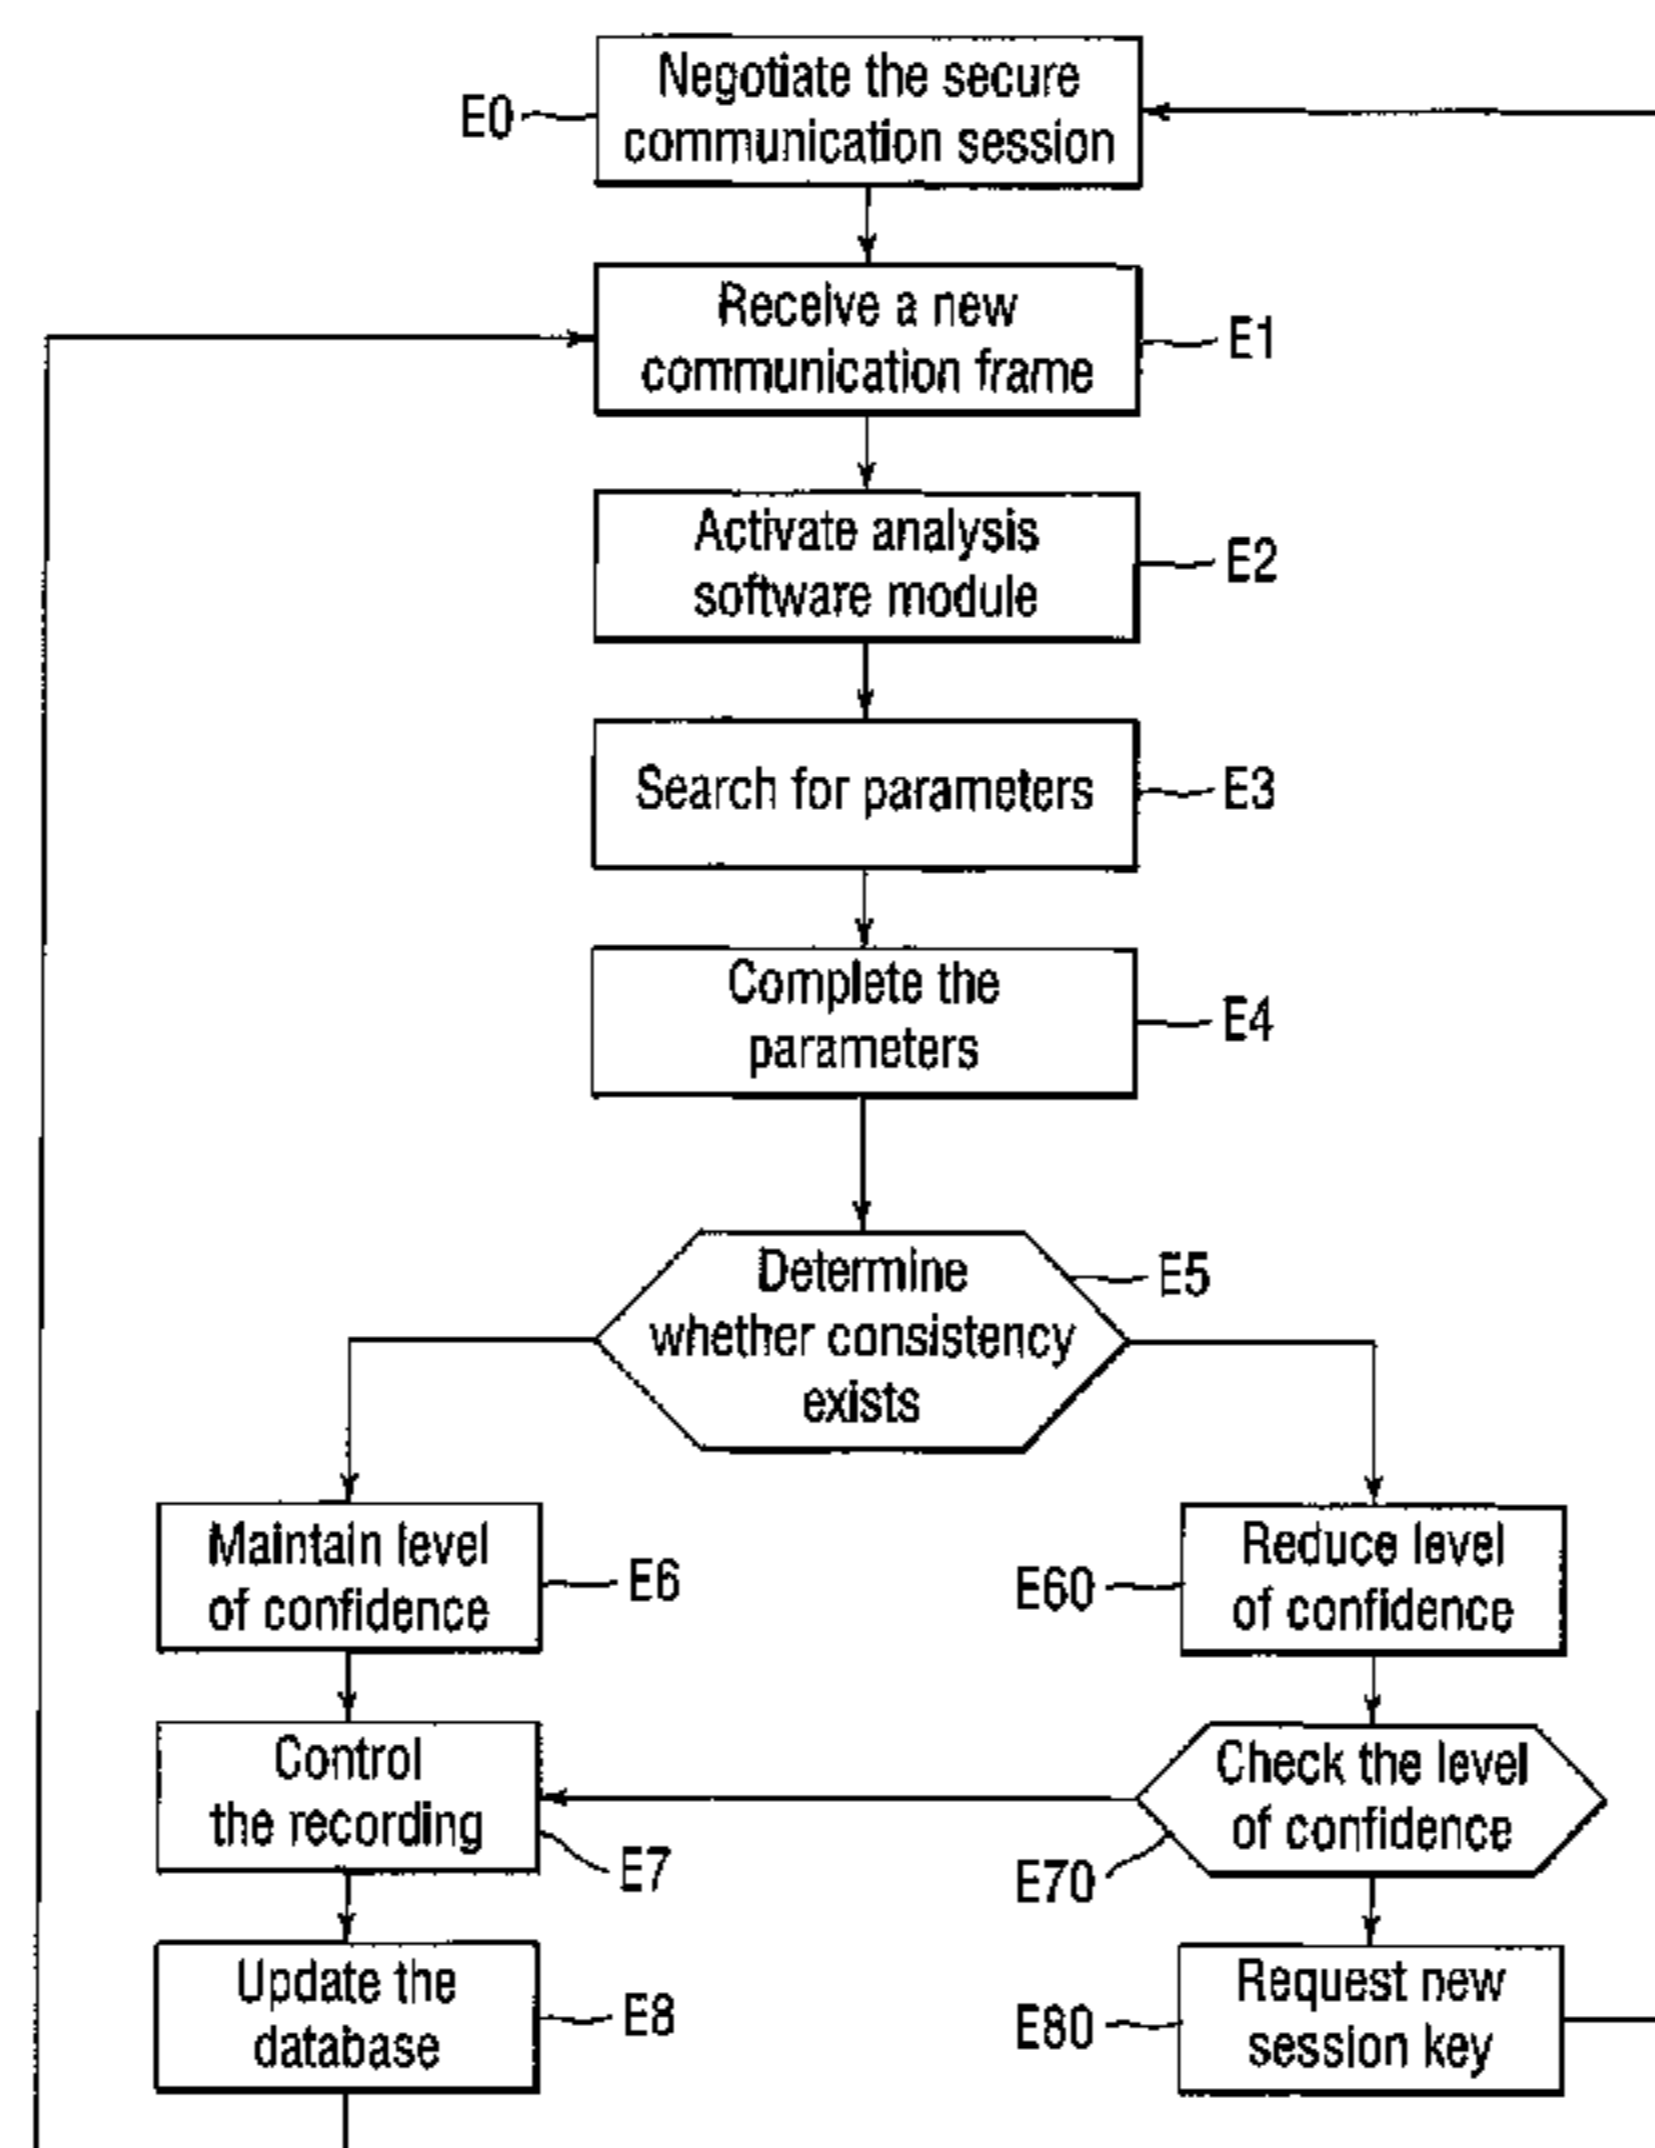 Negotiate the secure
communication session
E0
Receive a new
communication frame
E1
Activate analysis
software module
E2
Search for parameters
E3
Complete the
parameters
E4
Determine
whether consistency
exists
E5
Maintain level
of confidence
E6
Reduce level
of confidence
E60
Control
the recording
E7
Check the level
of confidence
E70
Update the
database
E8
Request new
session key
E80